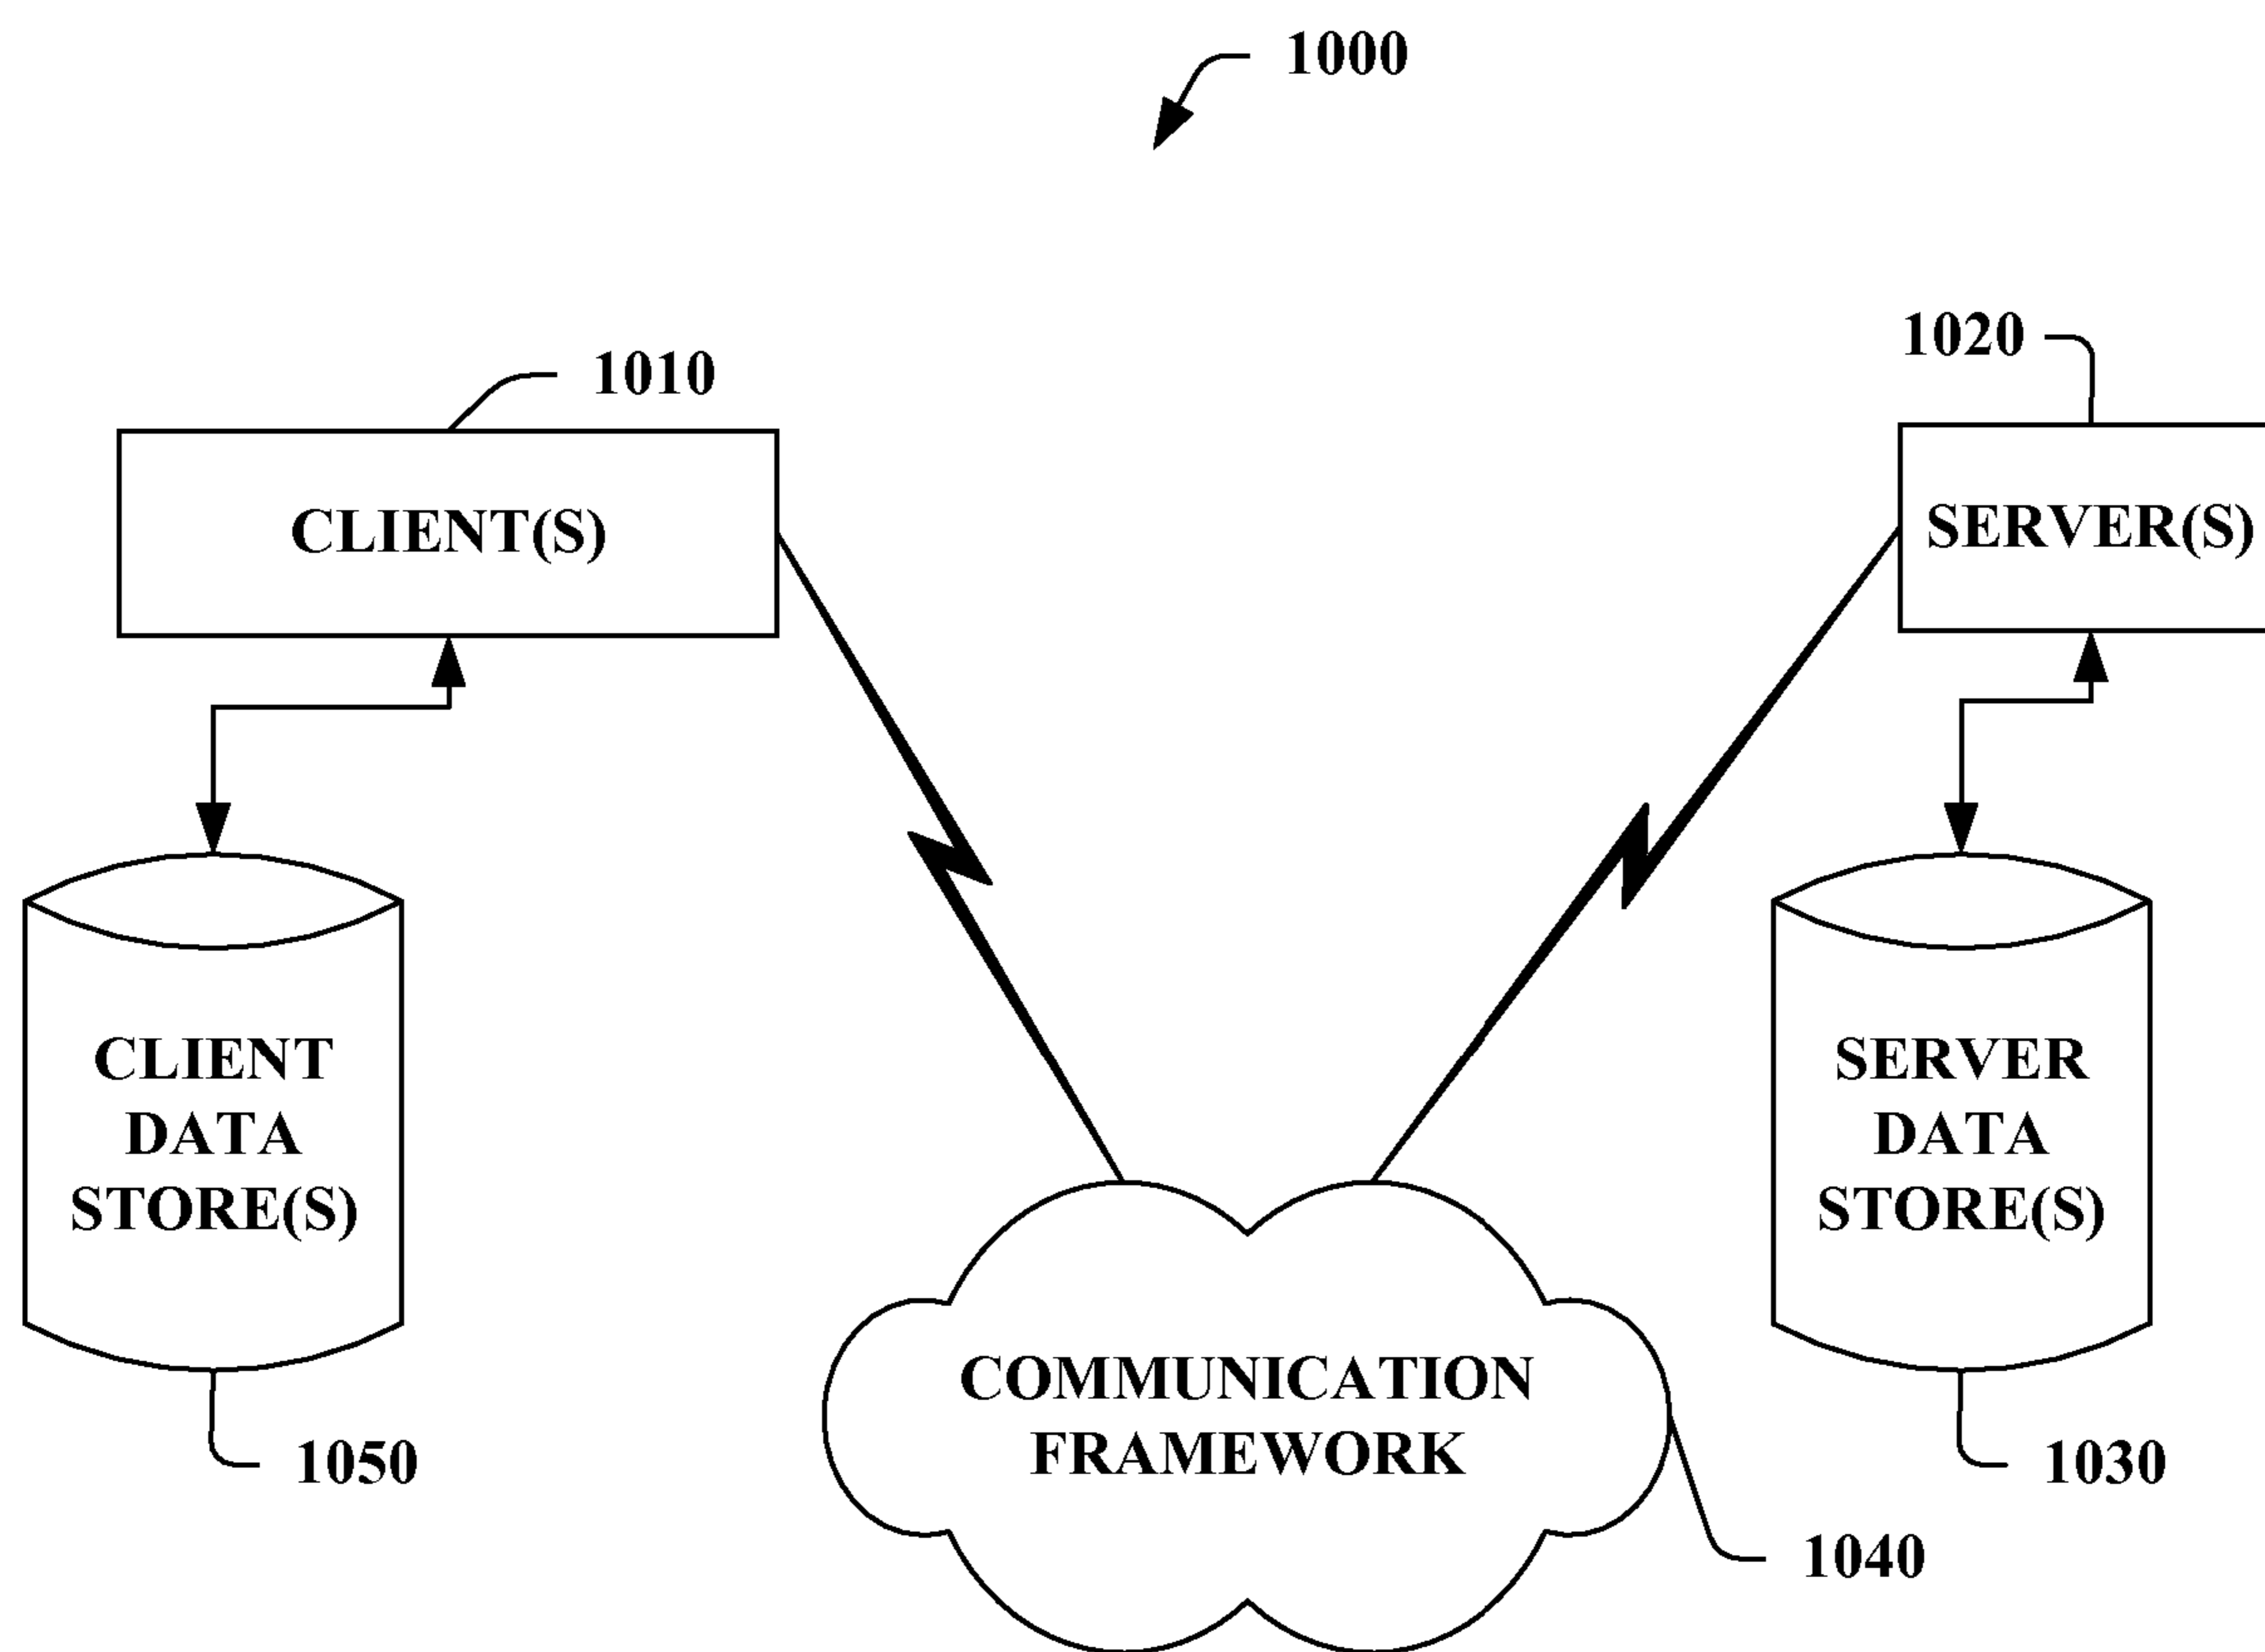 1000
1010
1020
CLIENT(S)
SERVER(S)
CLIENT
DATA
STORE(S)
SERVER
DATA
STORE(S)
COMMUNICATION
FRAMEWORK
1050
1030
1040